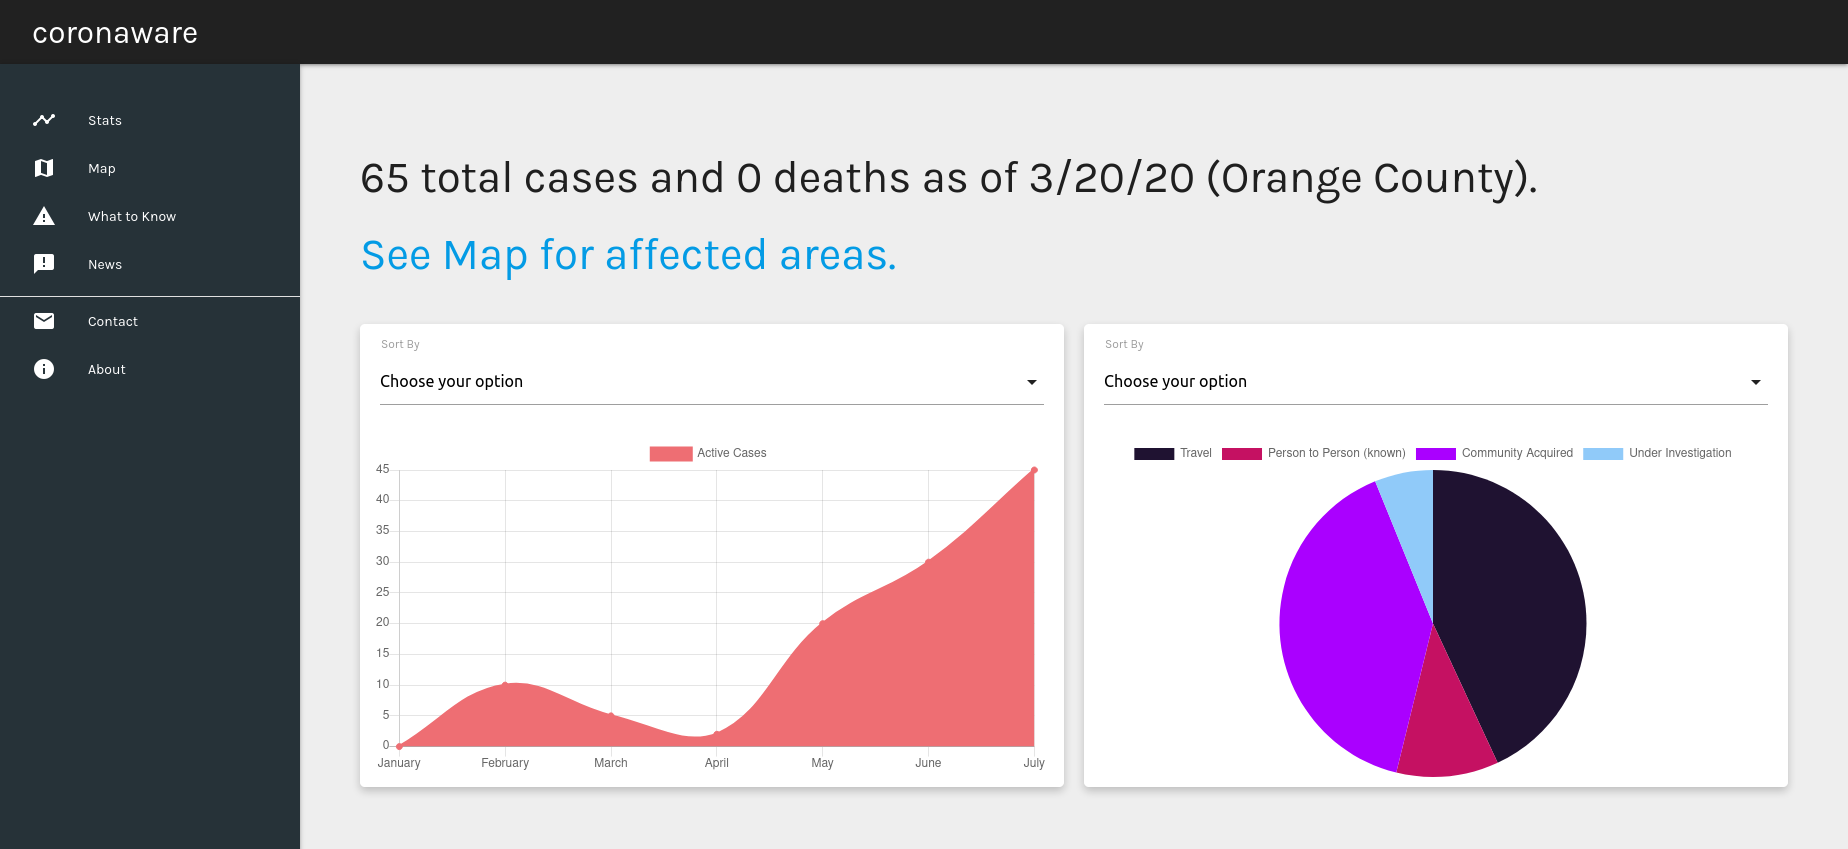 coronaware
Stats
Map
What to Know
News
Contact
About
65 total cases and 0 deaths as of 3/20/20 (Orange County).
See Map for affected areas.
Sort By
Choose your option
Active Cases
45
40
35
30
25
20
15
10
5
0
January February March April May June July
Sort By
Choose your option
Travel Person to Person (known) Community Acquired Under Investigation